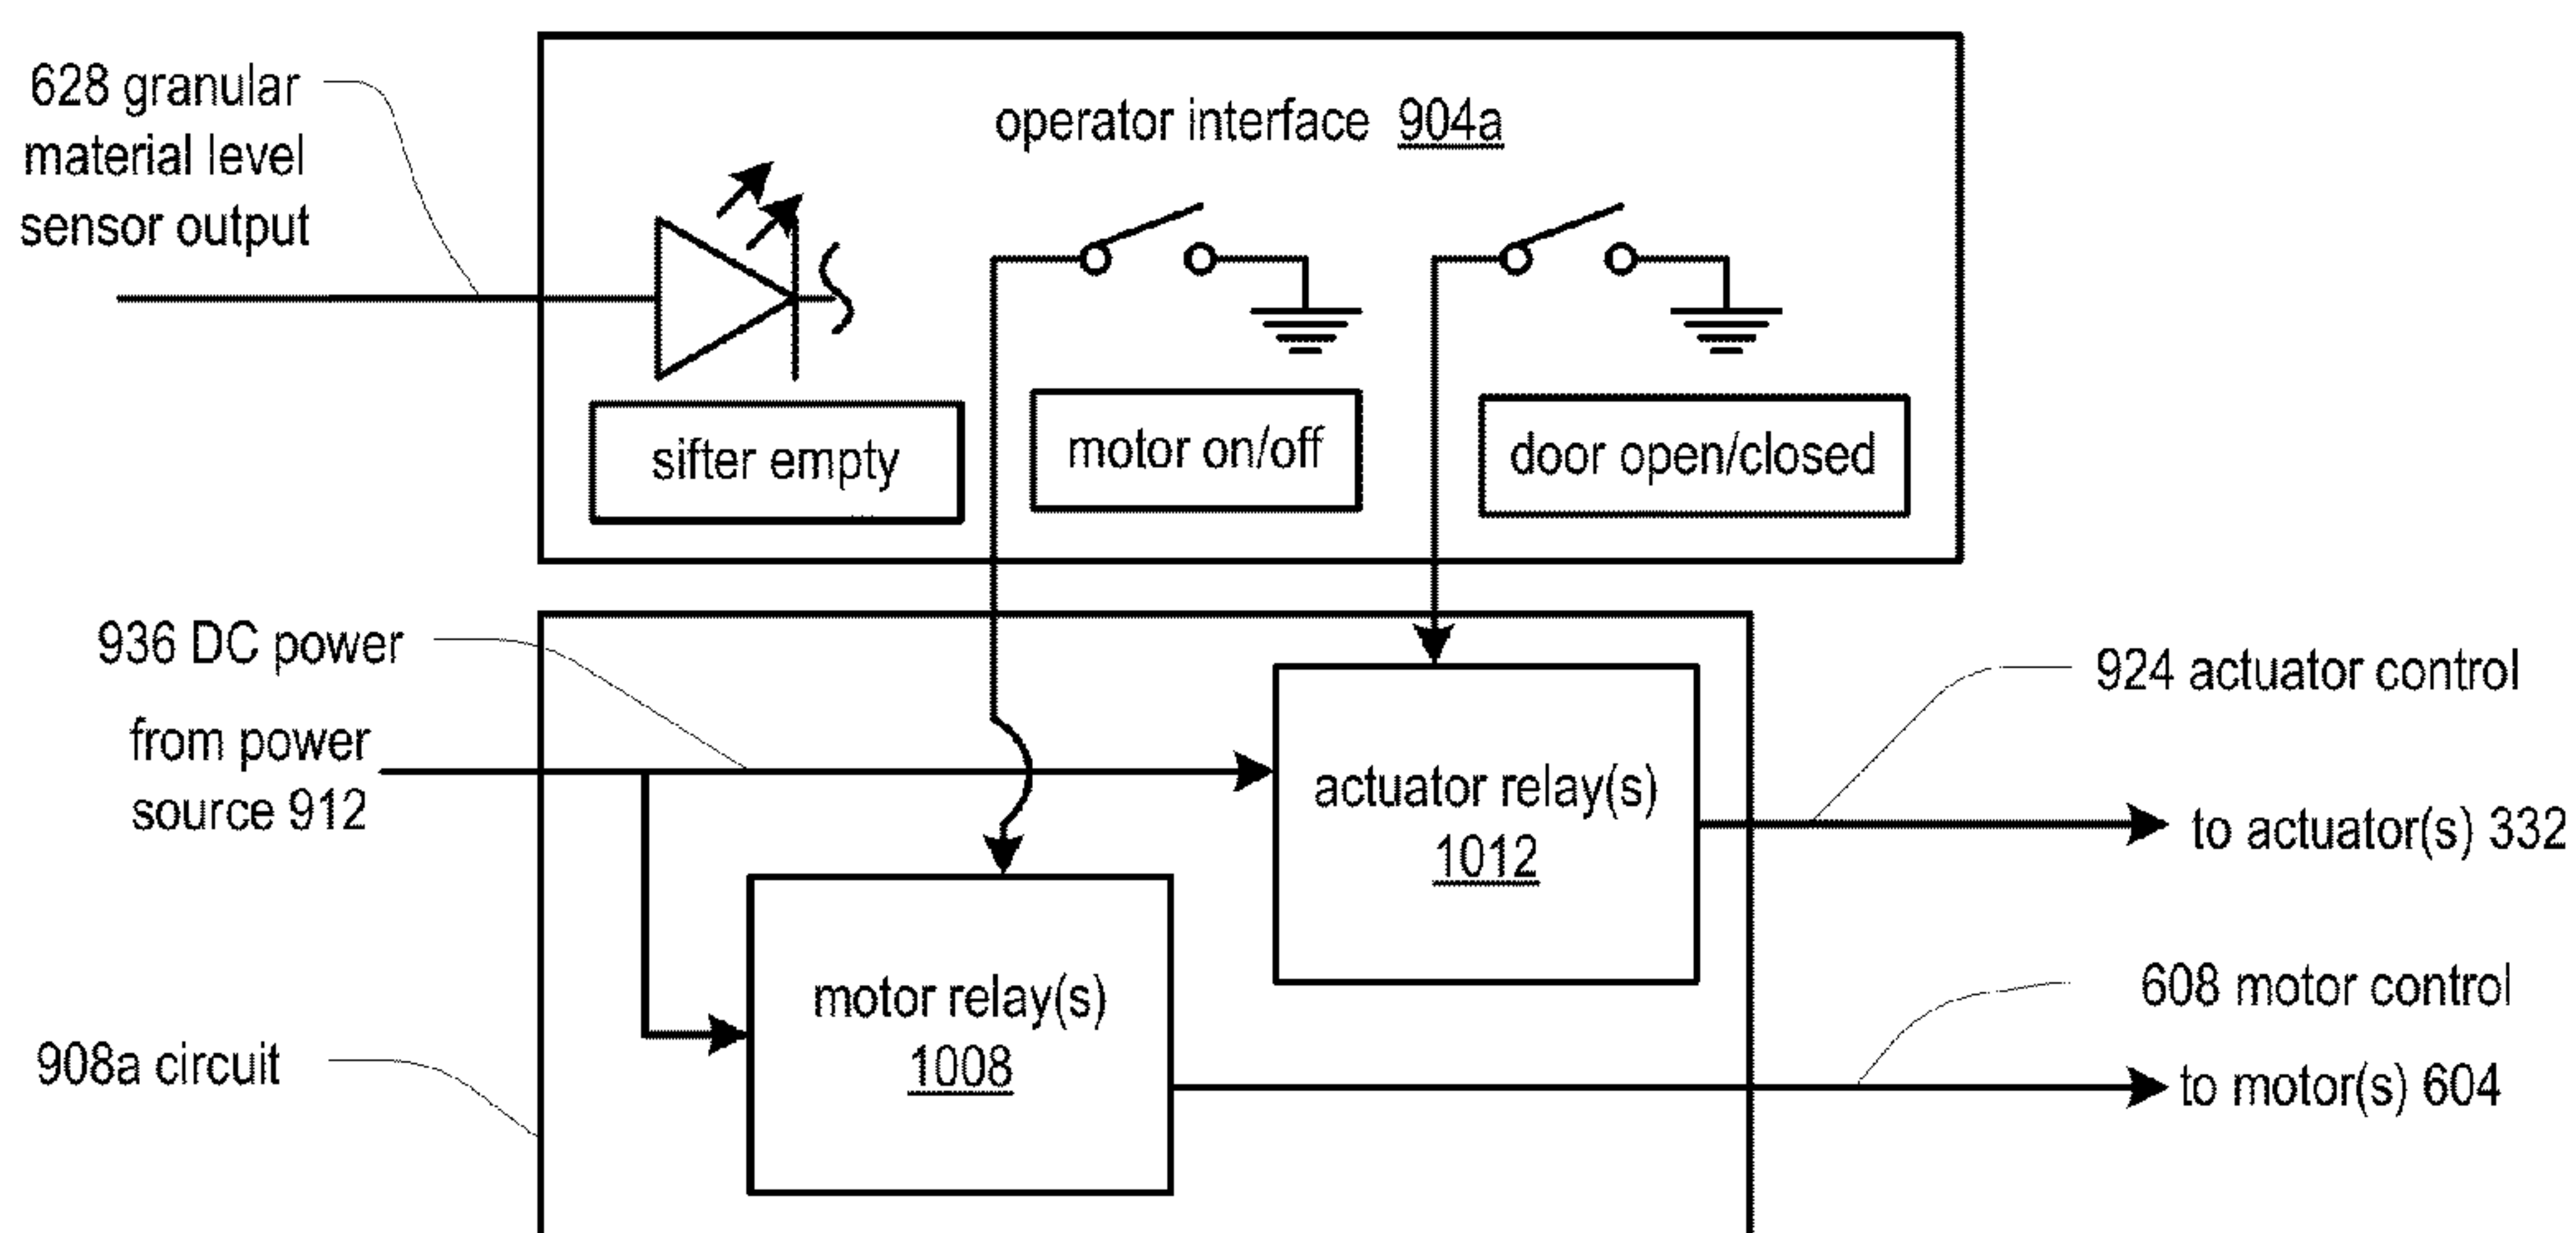 628 granular
material level
sensor output
operator interface 904a
sifter empty
motor on/off
door open/closed
936 DC power
from power
source 912
actuator relay(s)
1012
924 actuator control
to actuator(s) 332
motor relay(s)
1008
608 motor control
to motor(s) 604
908a circuit